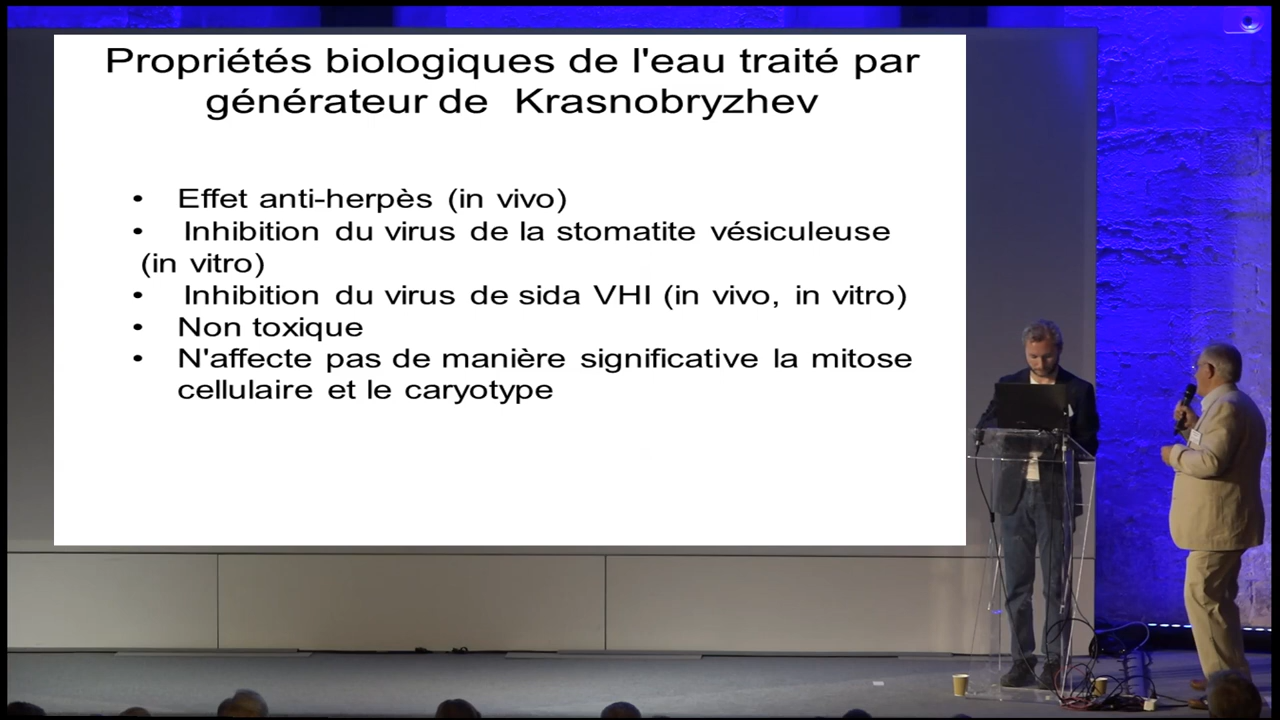 Propriétés biologiques de l'eau traité par
générateur de Krasnobryzhev
• Effet anti-herpès (in vivo)
• Inhibition du virus de la stomatite vésiculeuse
(in vitro)
• Inhibition du virus de sida VHI (in vivo, in vitro)
• Non toxique
• N'affecte pas de manière significative la mitose
cellulaire et le caryotype